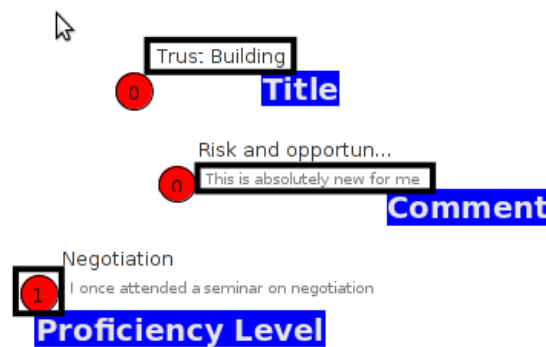 Trust Building
0
Title
Risk and opportun...
0
This is absolutely new for me
Comment
Negotiation
1
I once attended a seminar on negotiation
Proficiency Level